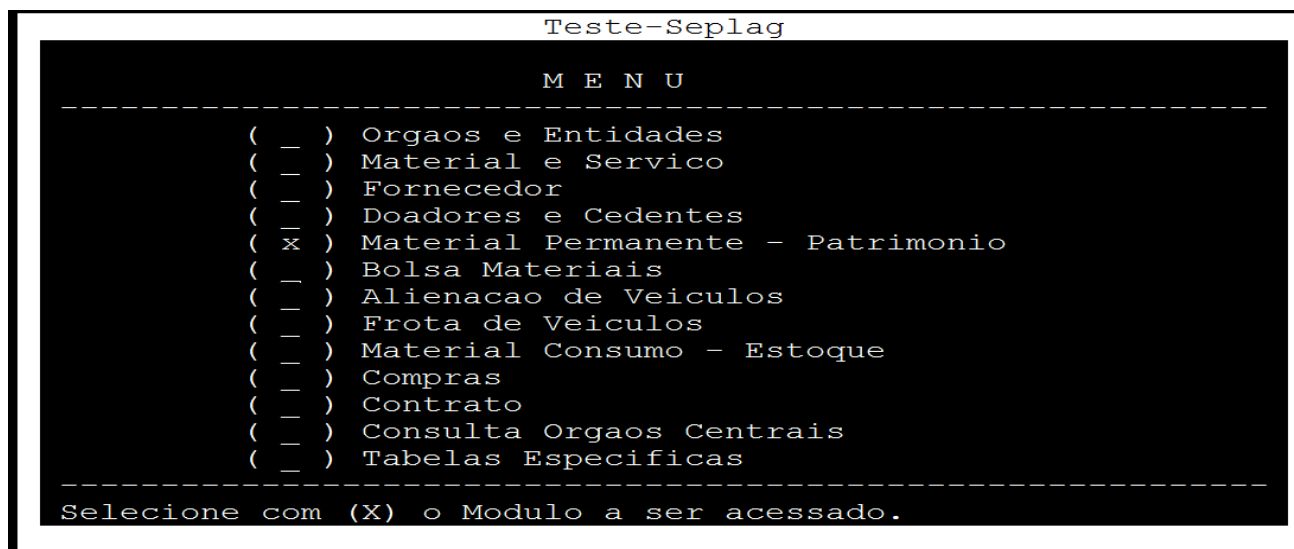 Teste-Seplag
M E N U
----------------------------------------------------------------
( _ ) Orgaos e Entidades
( _ ) Material e Servico
( _ ) Fornecedor
( _ ) Doadores e Cedentes
( x ) Material Permanente - Patrimonio
( _ ) Bolsa Materiais
( _ ) Alienacao de Veiculos
( _ ) Frota de Veiculos
( _ ) Material Consumo - Estoque
( _ ) Compras
( _ ) Contrato
( _ ) Consulta Orgaos Centrais
( _ ) Tabelas Especificas
----------------------------------------------------------------
Selecione com (X) o Modulo a ser acessado.